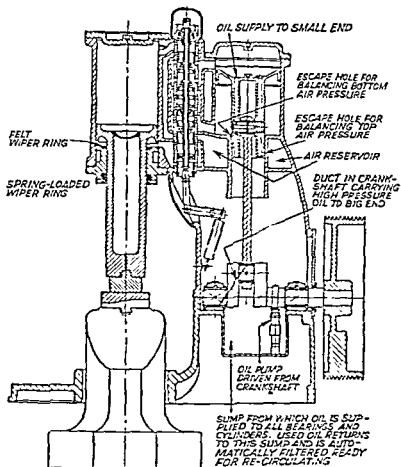 OIL SUPPLY TO SMALL END
ESCAPE HOLE FOR
BALANCING BOTTOM
AIR PRESSURE
ESCAPE HOLE FOR
BALANCING TOP
AIR PRESSURE
AIR RESERVOIR
DUCT IN CRANK-
SHAFT CARRYING
HIGH PRESSURE
OIL TO BIG END
FELT
WIPER RING
SPRING-LOADED
WIPER RING
OIL PUMP
DRIVEN FROM
CRANKSHAFT
SUMP FROM WHICH OIL IS SUP-
PLIED TO ALL BEARINGS AND
CYLINDERS. USED OIL RETURNS
TO THIS SUMP AND IS AUTO-
MATICALLY FILTERED READY
FOR RE-CIRCULATING